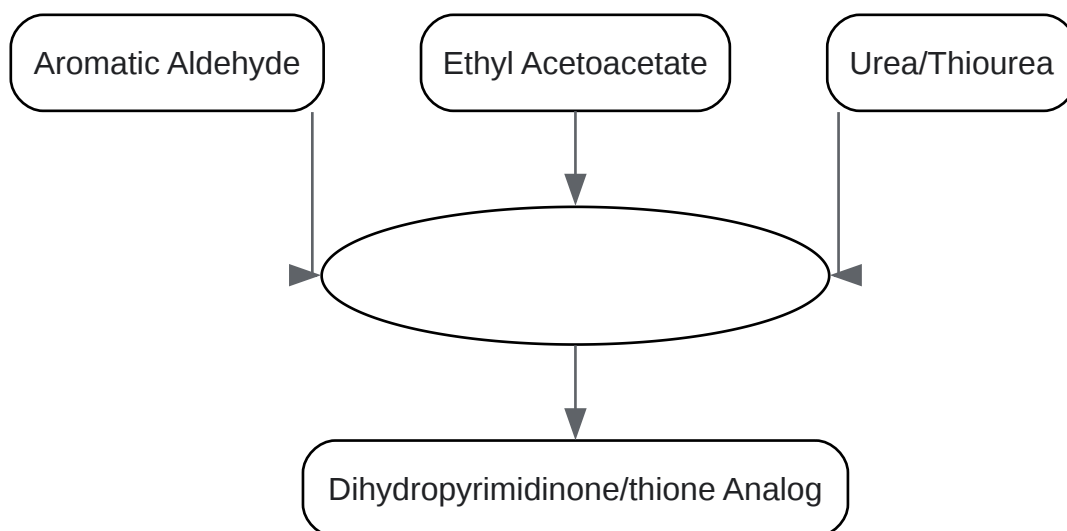 Aromatic Aldehyde
Ethyl Acetoacetate
Urea/Thiourea
Dihydropyrimidinone/thione Analog